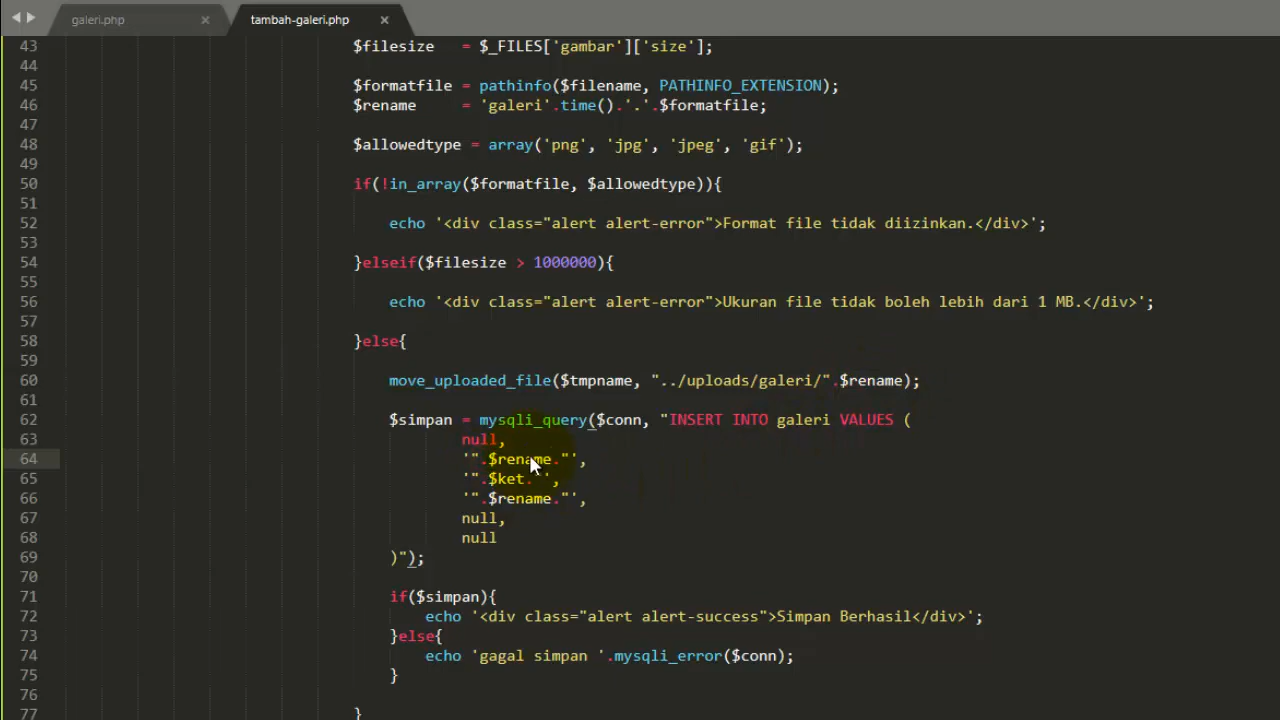 galeri.php × tambah-galeri.php ×
43 $filesize = $_FILES['gambar']['size'];
44
45 $formatfile = pathinfo($filename, PATHINFO_EXTENSION);
46 $rename = 'galeri'.time().'.'.$formatfile;
47
48 $allowedtype = array('png', 'jpg', 'jpeg', 'gif');
49
50 if(!in_array($formatfile, $allowedtype)){
51
52 echo '<div class="alert alert-error">Format file tidak diizinkan.</div>';
53
54 }elseif($filesize > 1000000){
55
56 echo '<div class="alert alert-error">Ukuran file tidak boleh lebih dari 1 MB.</div>';
57
58 }else{
59
60 move_uploaded_file($tmpname, "../uploads/galeri/".$rename);
61
62 $simpan = mysqli_query($conn, "INSERT INTO galeri VALUES (
63 null,
64 '".$rename."',
65 '".$ket."',
66 '".$rename."',
67 null,
68 null
69 )");
70
71 if($simpan){
72 echo '<div class="alert alert-success">Simpan Berhasil</div>';
73 }else{
74 echo 'gagal simpan '.mysqli_error($conn);
75 }
76
77 }